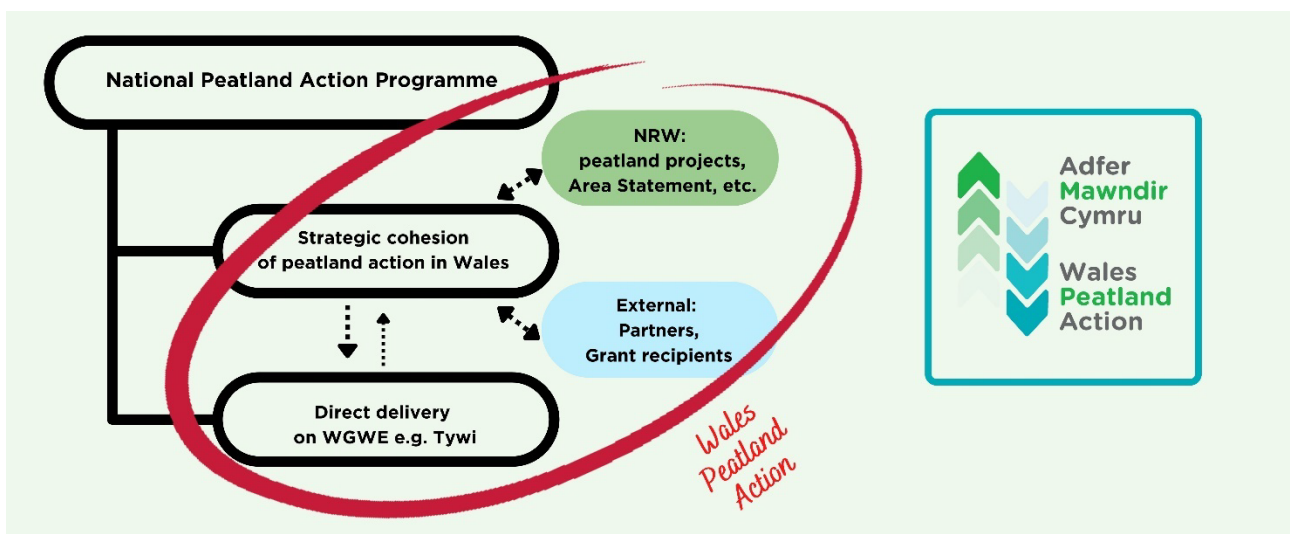 National Peatland Action Programme
NRW:
peatland projects,
Area Statement, etc.
Strategic cohesion
of peatland action in Wales
External:
Partners,
Grant recipients
Direct delivery
on WGWE e.g. Tywi
Wales
Peatland
Action
Adfer
Mawndir
Cymru
Wales
Peatland
Action